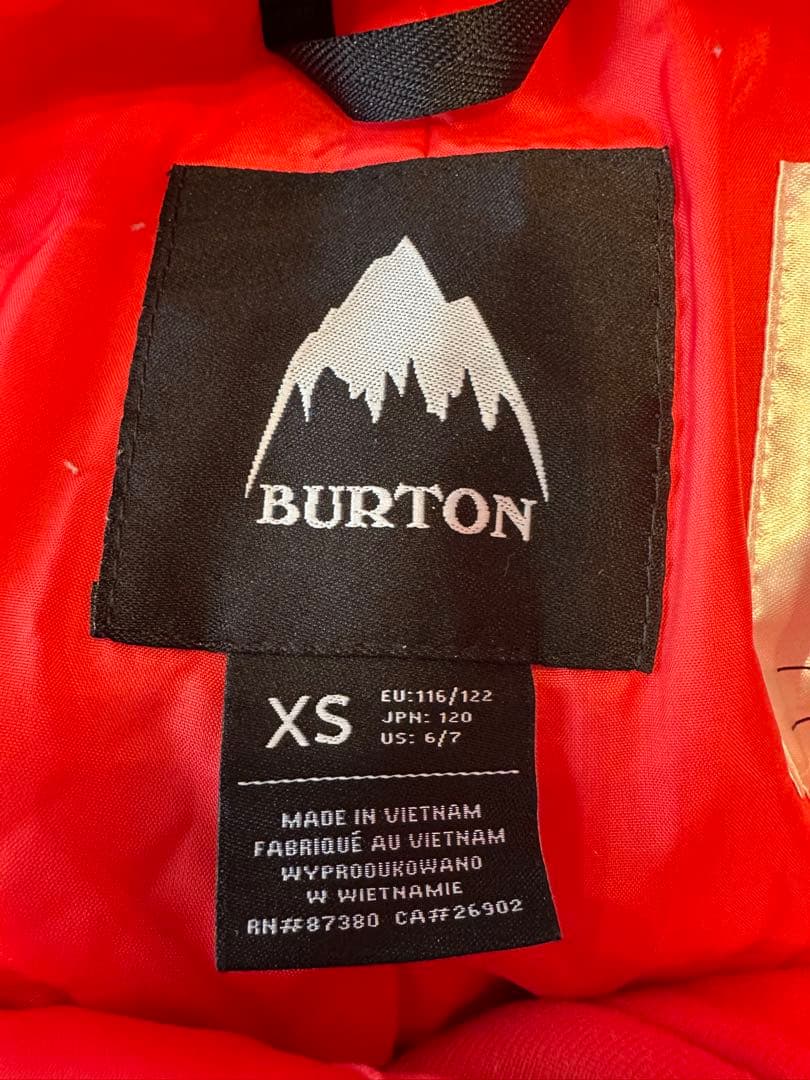 BURTON
XS
EU:116/122
JPN: 120
US: 6/7
MADE IN VIETNAM
FABRIQUÉ AU VIETNAM
WYPRODUKOWANO
W WIETNAMIE
RN#87380 CA#26902